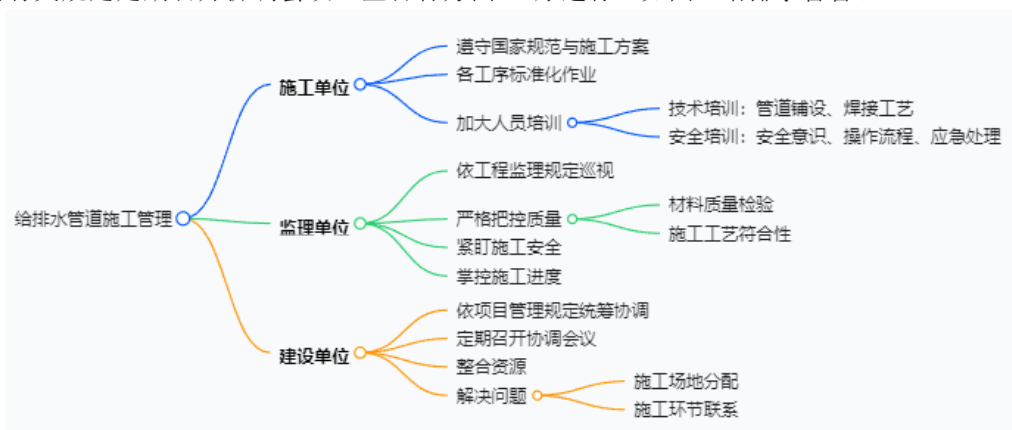 遵守国家规范与施工方案
施工单位
各工序标准化作业
加大人员培训
技术培训：管道铺设、焊接工艺
安全培训：安全意识、操作流程、应急处理
依工程监理规定巡视
给排水管道施工管理
监理单位
严格把控质量
材料质量检验
施工工艺符合性
紧盯施工安全
掌控施工进度
依项目管理规定统筹协调
建设单位
定期召开协调会议
整合资源
解决问题
施工场地分配
施工环节联系